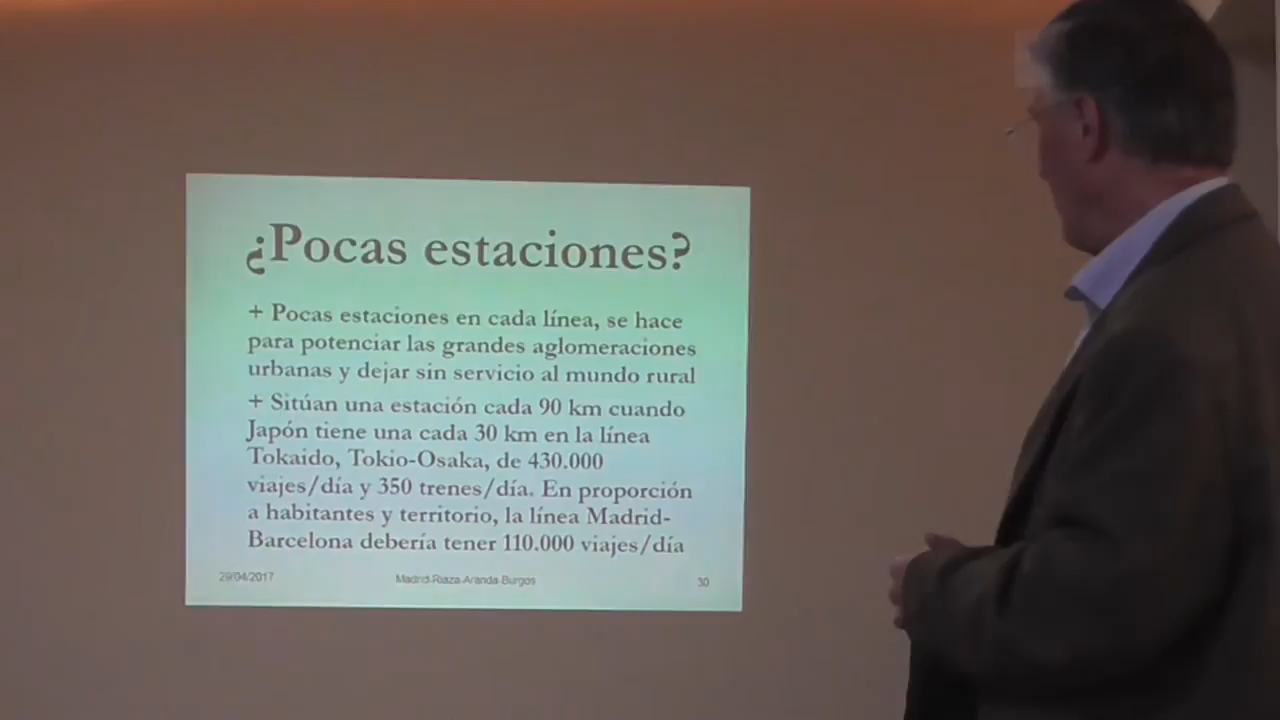 ¿Pocas estaciones?
+ Pocas estaciones en cada línea, se hace
para potenciar las grandes aglomeraciones
urbanas y dejar sin servicio al mundo rural
+ Sitúan una estación cada 90 km cuando
Japón tiene una cada 30 km en la línea
Tokaido, Tokio-Osaka, de 430.000
viajes/día y 350 trenes/día. En proporción
a habitantes y territorio, la línea Madrid-
Barcelona debería tener 110.000 viajes/día
29/04/2017
Madrid-Riaza-Aranda-Burgos
30